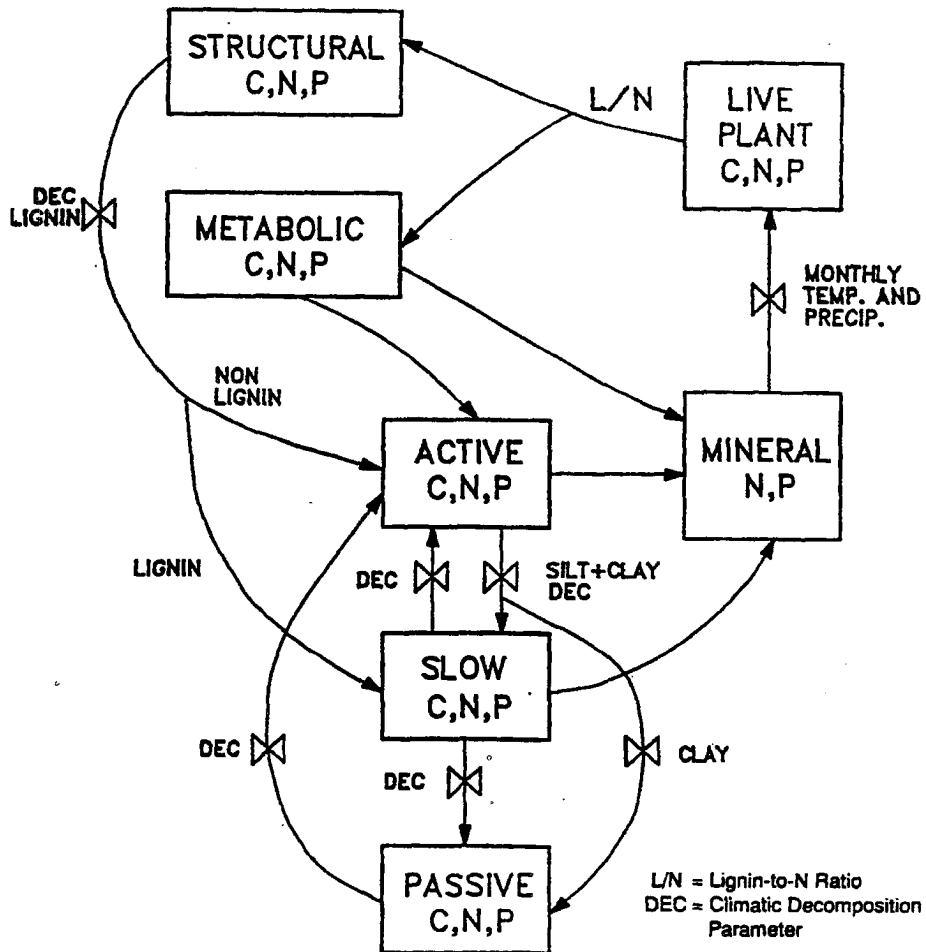 STRUCTURAL
C,N,P
L/N
LIVE
PLANT
C,N,P
DEC
LIGNIN
METABOLIC
C,N,P
MONTHLY
TEMP. AND
PRECIP.
NON
LIGNIN
ACTIVE
C,N,P
MINERAL
N,P
LIGNIN
DEC
SILT+CLAY
DEC
SLOW
C,N,P
DEC
DEC
CLAY
PASSIVE
C,N,P
L/N = Lignin-to-N Ratio
DEC = Climatic Decomposition
Parameter